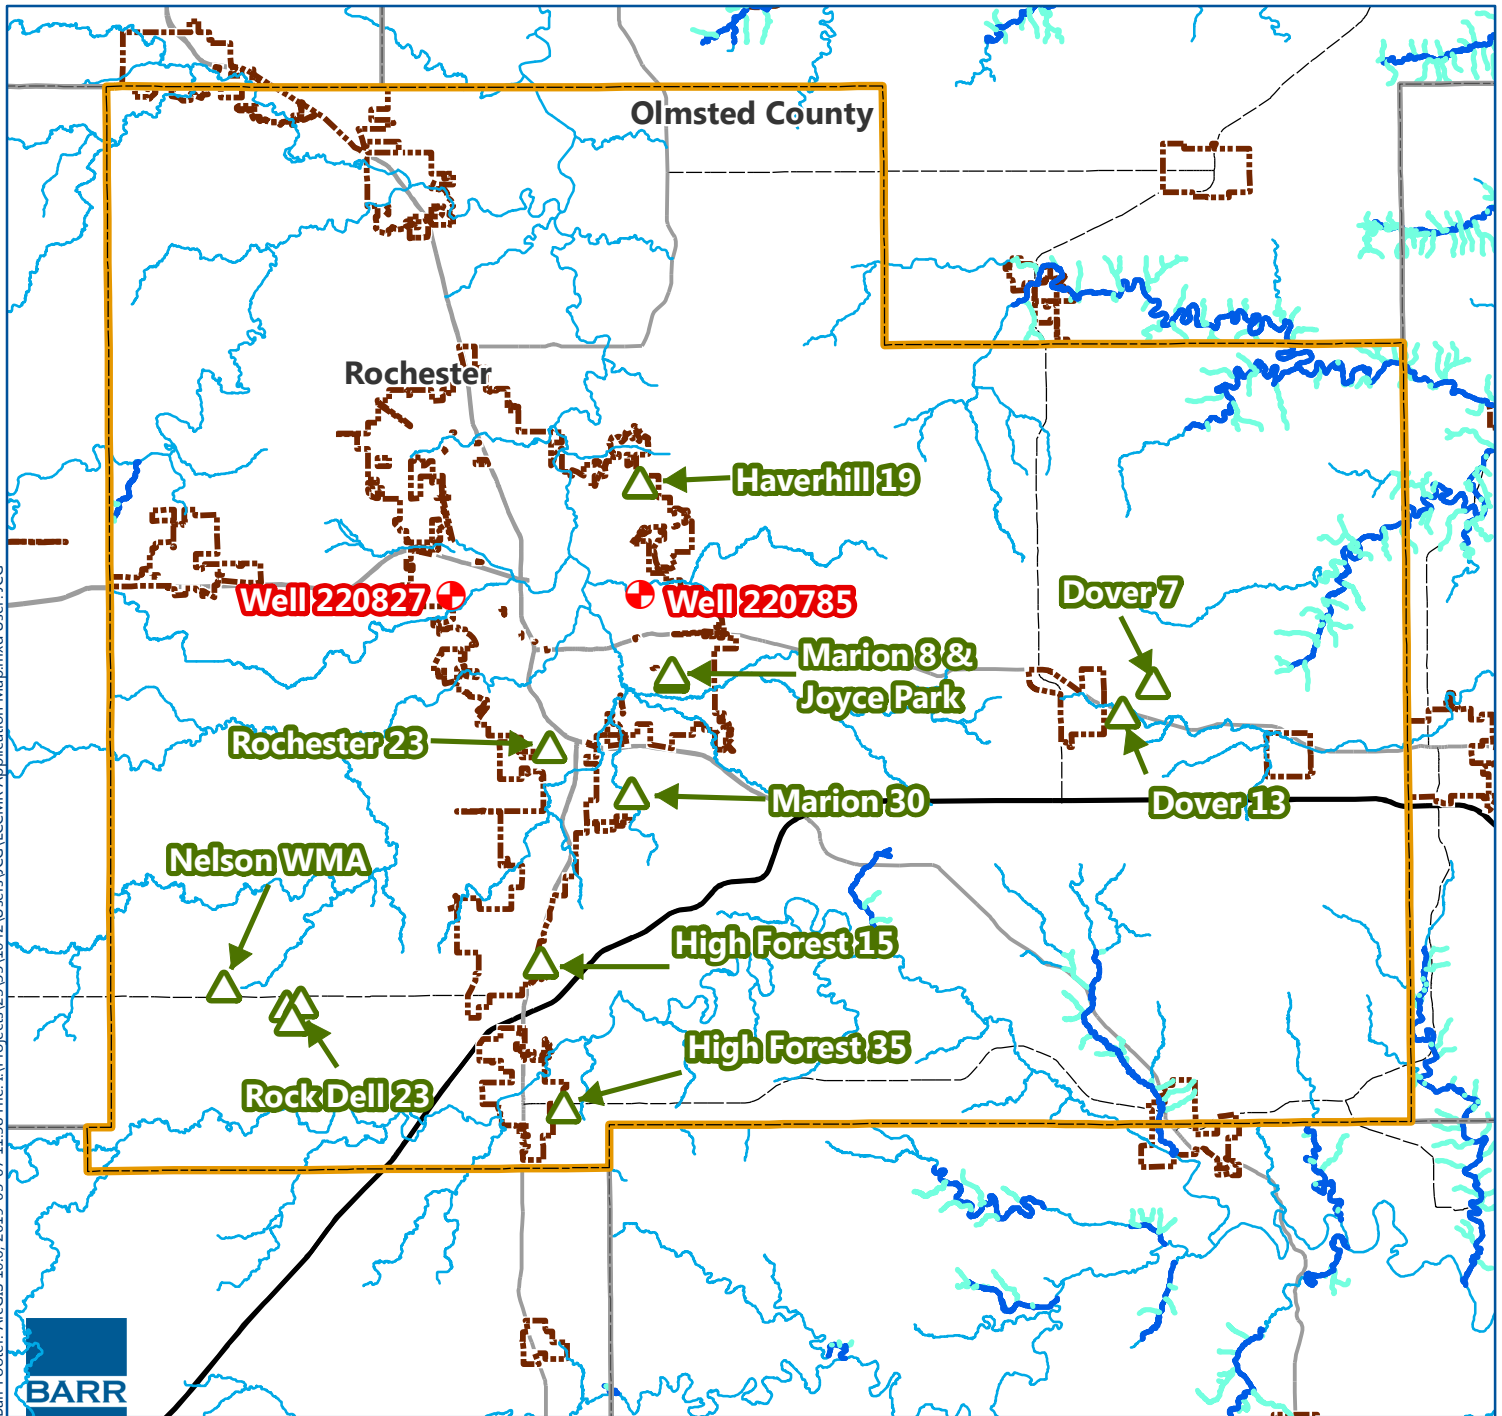 Olmsted County
Rochester
Haverhill 19
Well 220827
Well 220785
Dover 7
Marion 8 &
Joyce Park
Rochester 23
Marion 30
Dover 13
Nelson WMA
High Forest 15
High Forest 35
Rock Dell 23
BARR